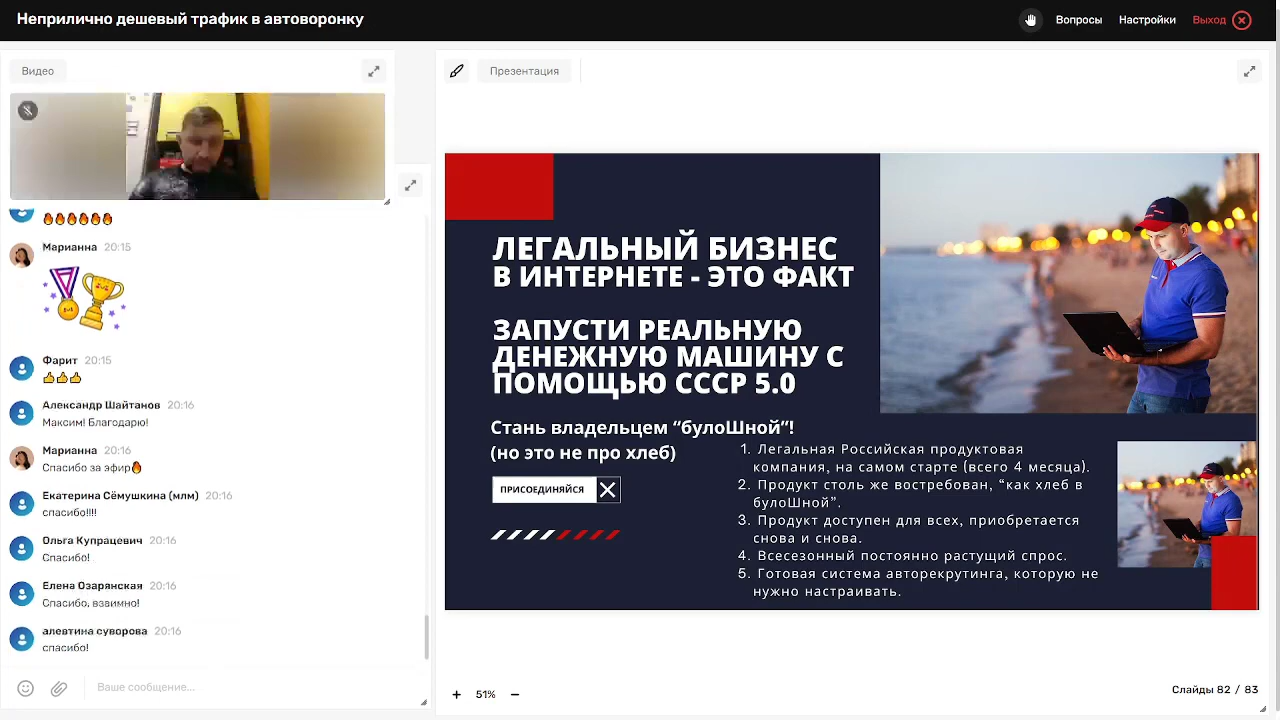 Неприлично дешевый трафик в автоворонку
Вопросы
Настройки
Выход
Видео
Марианна 20:15
Фарит 20:15
Александр Шайтанов 20:16
Максим! Благодарю!
Марианна 20:16
Спасибо за эфир🔥
Екатерина Сёмушкина (млм) 20:16
спасибо!!!!
Ольга Купрацевич 20:16
Спасибо!
Елена Озарянская 20:16
Спасибо, взаимно!
алевтина суворова 20:16
спасибо!
Ваше сообщение...
Презентация
ЛЕГАЛЬНЫЙ БИЗНЕС
В ИНТЕРНЕТЕ - ЭТО ФАКТ
ЗАПУСТИ РЕАЛЬНУЮ
ДЕНЕЖНУЮ МАШИНУ С
ПОМОЩЬЮ СССР 5.0
Стань владельцем “булоШной”!
(но это не про хлеб)
ПРИСОЕДИНЯЙСЯ
1. Легальная Российская продуктовая
компания, на самом старте (всего 4 месяца).
2. Продукт столь же востребован, “как хлеб в
булоШной”.
3. Продукт доступен для всех, приобретается
снова и снова.
4. Всесезонный постоянно растущий спрос.
5. Готовая система авторекрутинга, которую не
нужно настраивать.
+ 51% −
Слайды 82 / 83